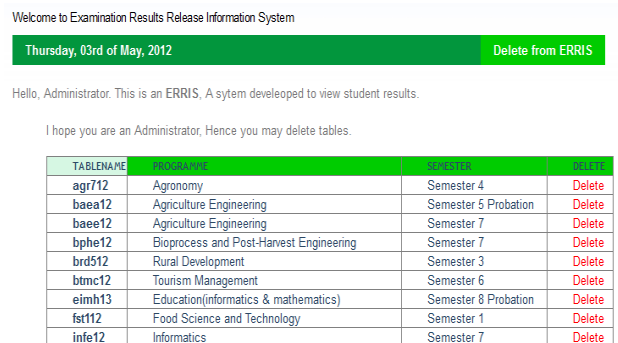 Welcome to Examination Results Release Information System
Thursday, 03rd of May, 2012 Delete from ERRIS
Hello, Administrator. This is an ERRIS, A sytem develeoped to view student results.
I hope you are an Administrator, Hence you may delete tables.
TABLENAME PROGRAMME SEMESTER DELETE
agr712 Agronomy Semester 4 Delete
baea12 Agriculture Engineering Semester 5 Probation Delete
baee12 Agriculture Engineering Semester 7 Delete
bphe12 Bioprocess and Post-Harvest Engineering Semester 7 Delete
brd512 Rural Development Semester 3 Delete
btmc12 Tourism Management Semester 6 Delete
eimh13 Education(informatics & mathematics) Semester 8 Probation Delete
fst112 Food Science and Technology Semester 1 Delete
infe12 Informatics Semester 7 Delete